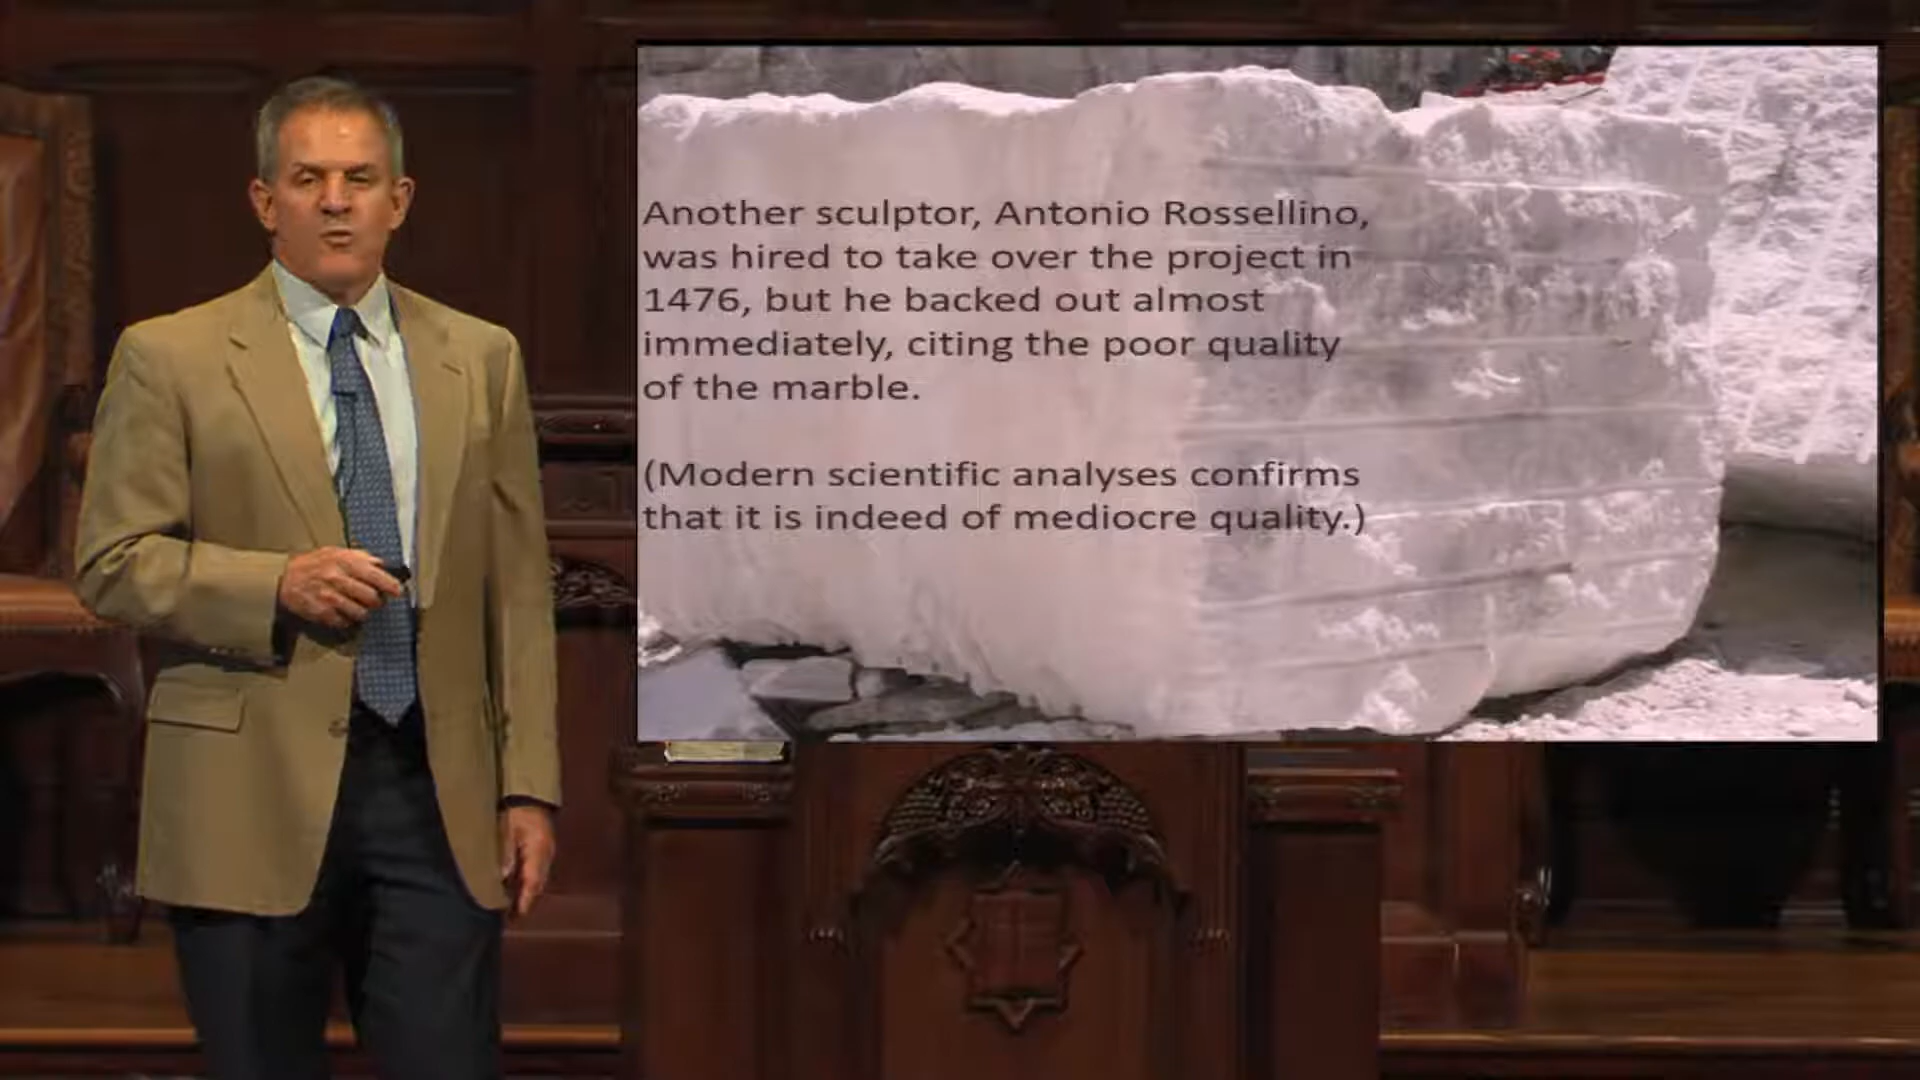 Another sculptor, Antonio Rossellino,
was hired to take over the project in
1476, but he backed out almost
immediately, citing the poor quality
of the marble.
(Modern scientific analyses confirms
that it is indeed of mediocre quality.)